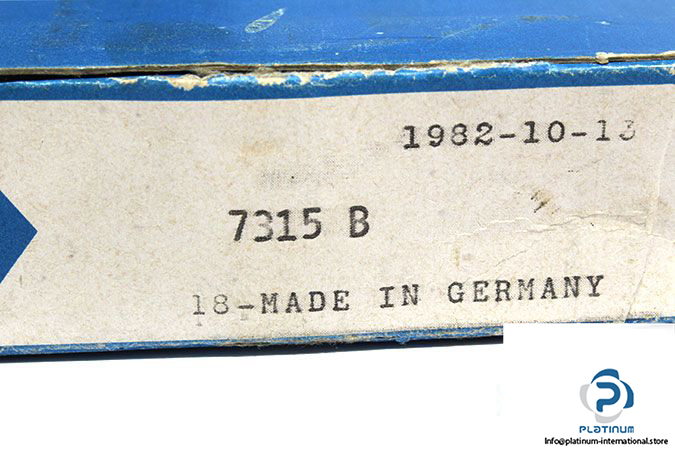 1982-10-13
7315 B
18-MADE IN GERMANY
PLATINUM
Info@platinum-international.store